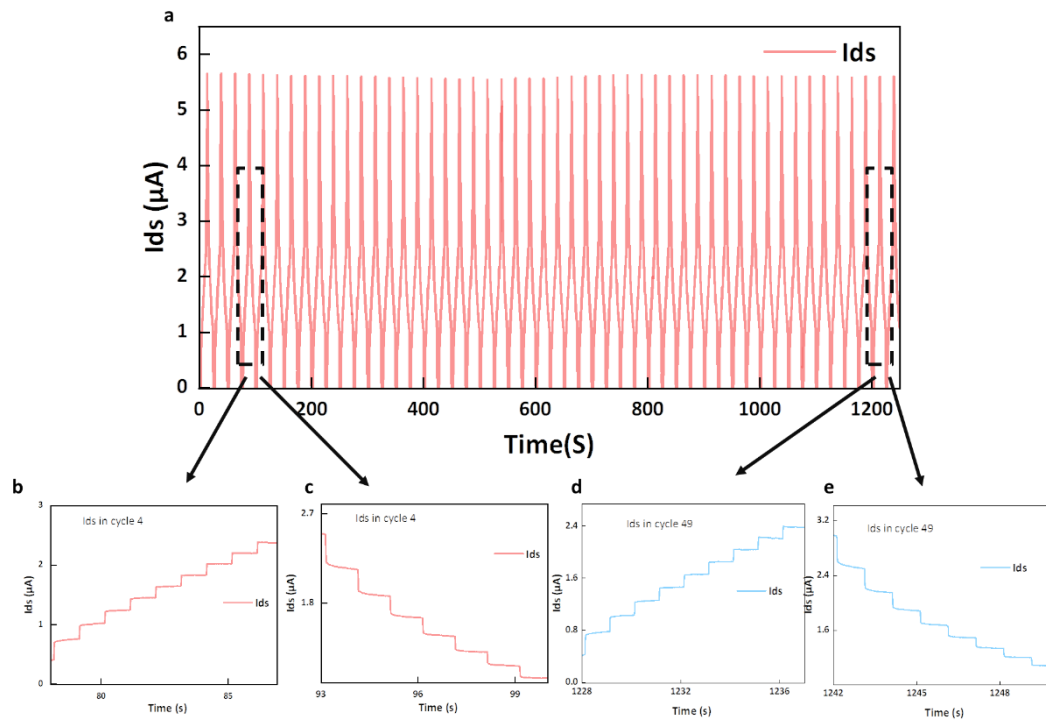 a
Ids
6
5
4
3
2
1
0
Ids (μA)
0 200 400 600 800 1000 1200
Time(S)
b
Ids in cycle 4
Ids
3
2
1
0
Ids (μA)
80 85
Time (s)
c
Ids in cycle 4
Ids
2.7
1.8
Ids (μA)
93 96 99
Time (s)
d
Ids in cycle 49
Ids
2.4
1.6
0.8
0.0
Ids (μA)
1228 1232 1236
Time (s)
e
Ids in cycle 49
Ids
3.2
2.4
1.6
Ids (μA)
1242 1245 1248
Time (s)